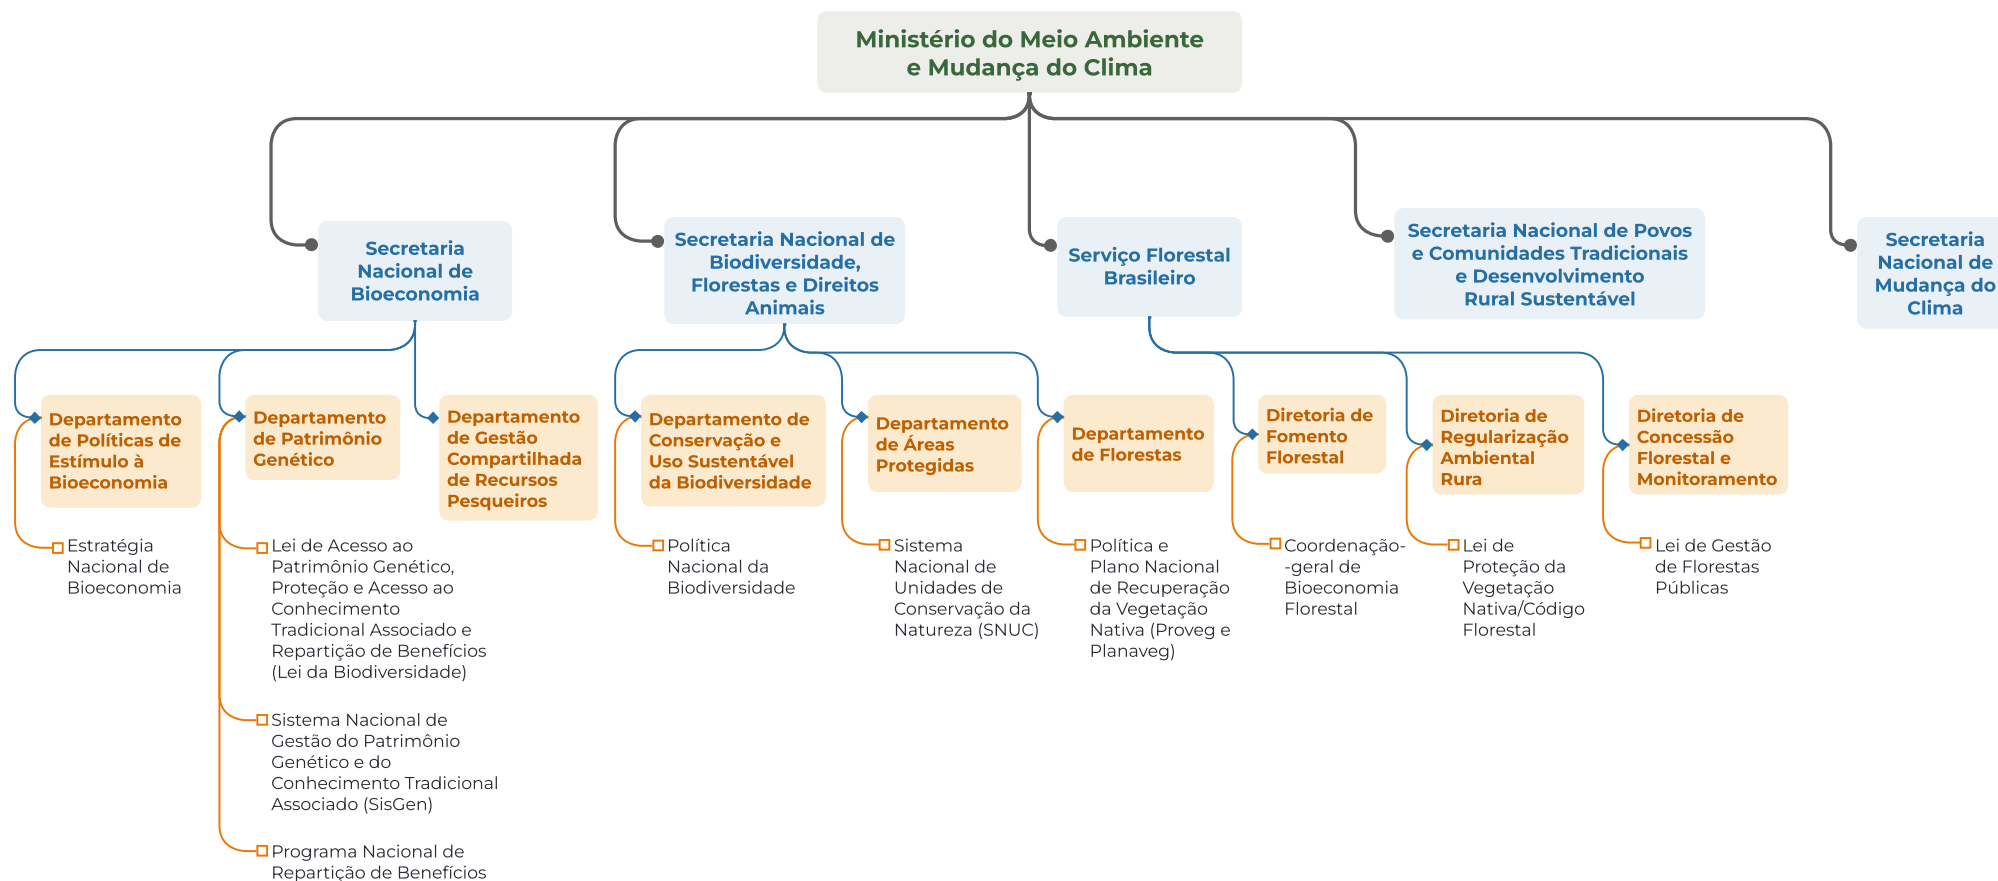 Ministério do Meio Ambiente
e Mudança do Clima
Secretaria
Nacional de
Bioeconomia
Secretaria Nacional de
Biodiversidade,
Florestas e Direitos
Animais
Serviço Florestal
Brasileiro
Secretaria Nacional de Povos
e Comunidades Tradicionais
e Desenvolvimento
Rural Sustentável
Secretaria
Nacional de
Mudança do
Clima
Departamento
de Políticas de
Estímulo à
Bioeconomia
Departamento
de Patrimônio
Genético
Departamento
de Gestão
Compartilhada
de Recursos
Pesqueiros
Departamento de
Conservação e
Uso Sustentável
da Biodiversidade
Departamento
de Áreas
Protegidas
Departamento
de Florestas
Diretoria de
Fomento
Florestal
Diretoria de
Regularização
Ambiental
Rura
Diretoria de
Concessão
Florestal e
Monitoramento
Estratégia
Nacional de
Bioeconomia
Lei de Acesso ao
Patrimônio Genético,
Proteção e Acesso ao
Conhecimento
Tradicional Associado e
Repartição de Benefícios
(Lei da Biodiversidade)
Sistema Nacional de
Gestão do Patrimônio
Genético e do
Conhecimento Tradicional
Associado (SisGen)
Programa Nacional de
Repartição de Benefícios
Política
Nacional da
Biodiversidade
Sistema
Nacional de
Unidades de
Conservação da
Natureza (SNUC)
Política e
Plano Nacional
de Recuperação
da Vegetação
Nativa (Proveg e
Planaveg)
Coordenação-
-geral de
Bioeconomia
Florestal
Lei de
Proteção da
Vegetação
Nativa/Código
Florestal
Lei de Gestão
de Florestas
Públicas